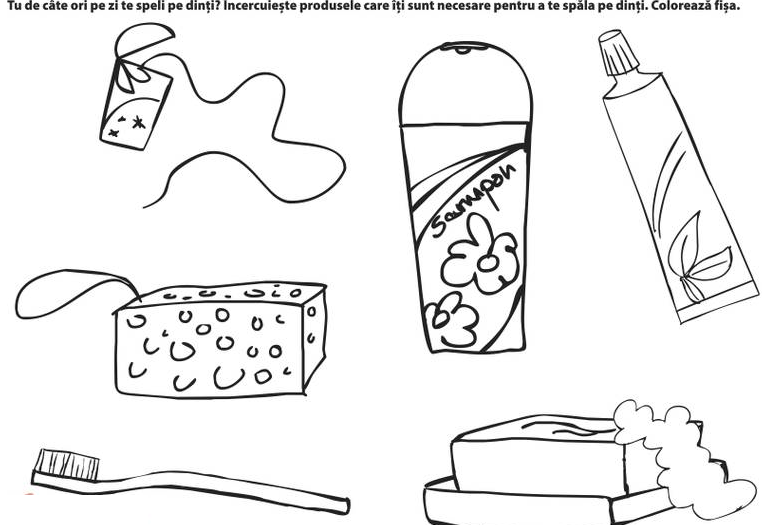 Tu de câte ori pe zi te speli pe dinți? Încercuiește produsele care îți sunt necesare pentru a te spăla pe dinți. Colorează fișa.
Sampon